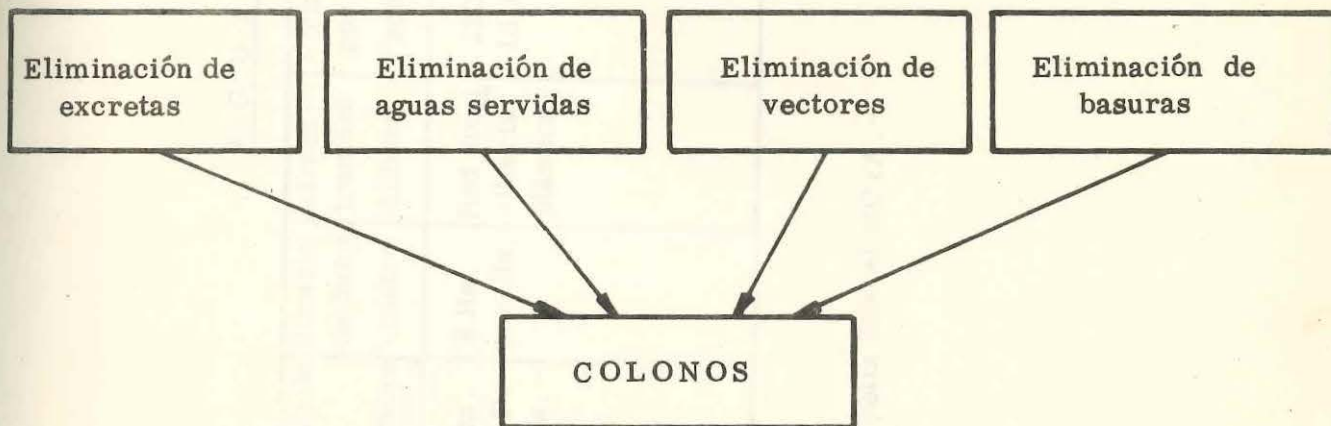 Eliminación de
excretas
Eliminación de
aguas servidas
Eliminación de
vectores
Eliminación de
basuras
COLONOS